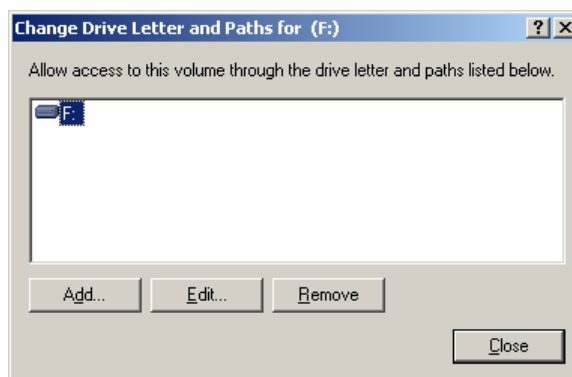 Change Drive Letter and Paths for (F:)
Allow access to this volume through the drive letter and paths listed below.
F:
Add... Edit... Remove
Close